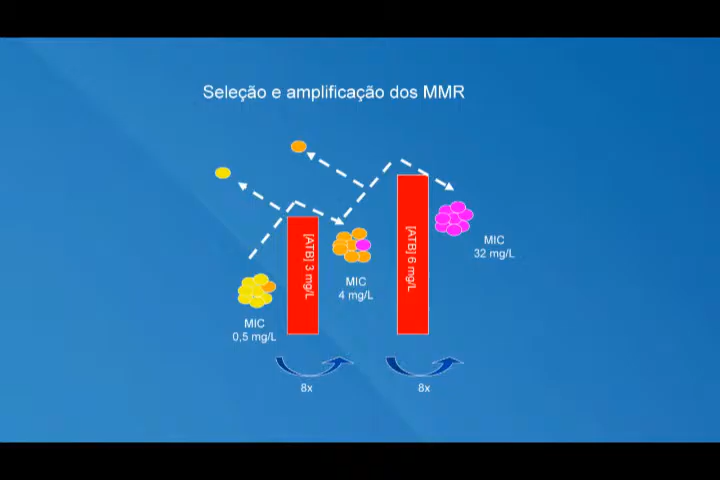 Seleção e amplificação dos MMR
[ATB] 3 mg/L
[ATB] 6 mg/L
MIC
32 mg/L
MIC
4 mg/L
MIC
0,5 mg/L
8x
8x